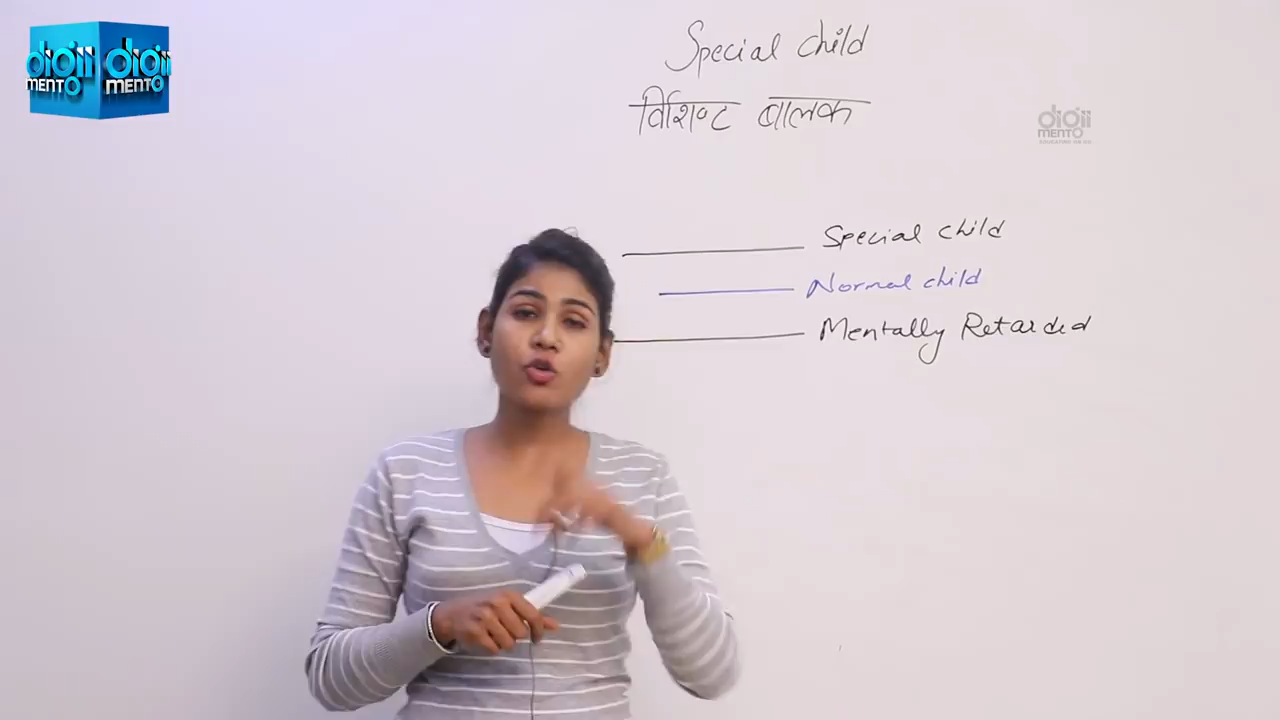 digii
MENTO
digii
MENTO
Special child
विशिष्ट बालक
digii
MENTO
Special child
Normal child
Mentally Retarded